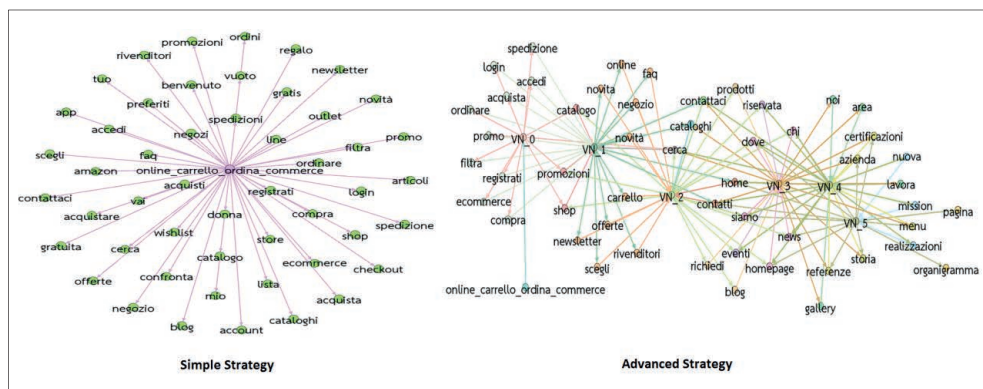 promozioni
ordini
rivenditori
regalo
tuo
benvenuto
vuoto
newsletter
gratis
app
preferiti
spedizioni
outlet
novità
accedi
negozi
line
promo
filtra
scegli
faq
ordinare
amazon
online_carrello_ordina_commerce
articoli
acquisti
registrati
login
contattaci
vai
acquistare
donna
compra
spedizione
gratuita
wishlist
store
shop
cerca
catalogo
ecommerce
checkout
offerte
confronta
lista
mio
acquista
negozio
blog
account
cataloghi
Simple Strategy
spedizione
login
online
faq
accedi
prodotti
acquista
novita
contattaci
riservata
noi
area
ordinare
catalogo
negozio
cataloghi
chi
certificazioni
promo
VN_0
VN_1
novità
cerca
dove
azienda
nuova
filtra
promozioni
home
VN_3
VN_4
lavora
registrati
carrello
VN_2
contatti
mission
ecommerce
shop
siamo
pagina
compra
offerte
news
VN_5
menu
newsletter
rivenditori
eventi
realizzazioni
scegli
richiedi
homepage
referenze
storia
organigramma
online_carrello_ordina_commerce
blog
gallery
Advanced Strategy